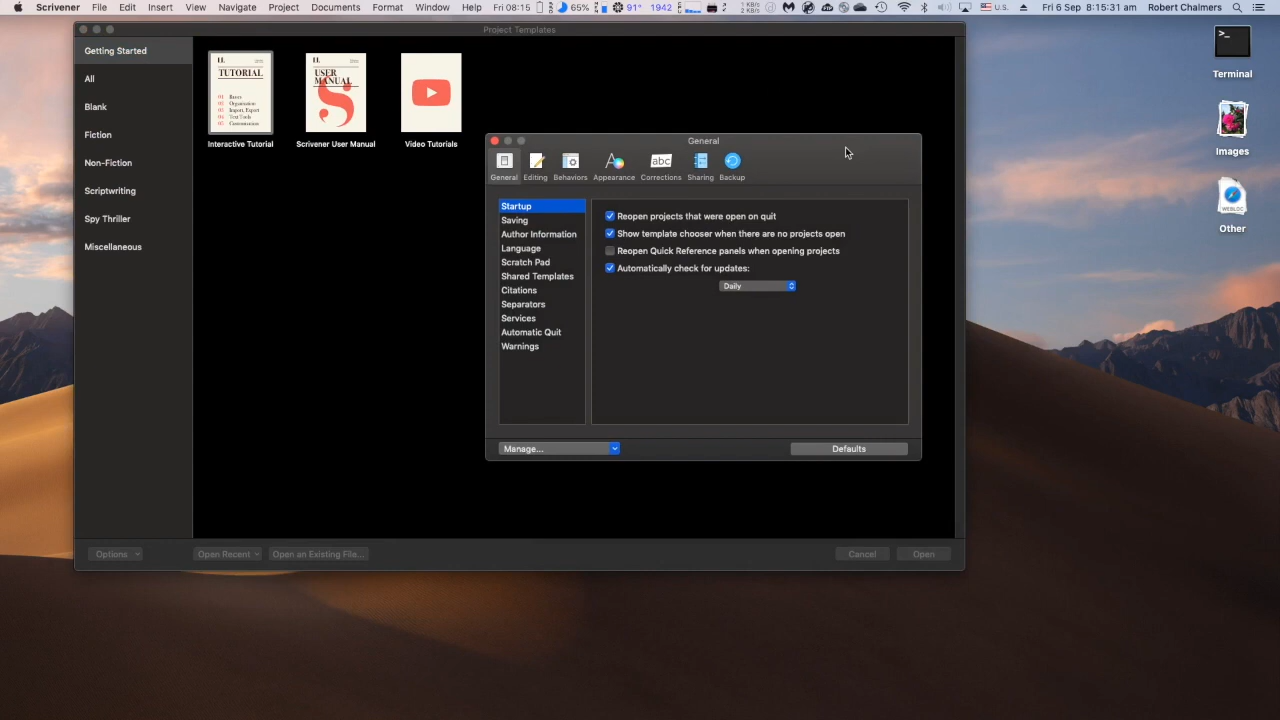 Scrivener File Edit Insert View Navigate Project Documents Format Window Help Fri 08:15 65% 91° 1942 1 KB/s 2 KB/s U.S. Fri 6 Sep 8:15:31 am Robert Chalmers
Project Templates
Getting Started
All
Blank
Fiction
Non-Fiction
Scriptwriting
Spy Thriller
Miscellaneous
TUTORIAL
Interactive Tutorial
USER
MANUAL
Scrivener User Manual
Video Tutorials
General
General Editing Behaviors Appearance abc Corrections Sharing Backup
Startup
Saving
Author Information
Language
Scratch Pad
Shared Templates
Citations
Separators
Services
Automatic Quit
Warnings
Reopen projects that were open on quit
Show template chooser when there are no projects open
Reopen Quick Reference panels when opening projects
Automatically check for updates:
Daily
Manage...
Defaults
Options
Open Recent
Open an Existing File...
Cancel
Open
Terminal
Images
WEBLOC
Other